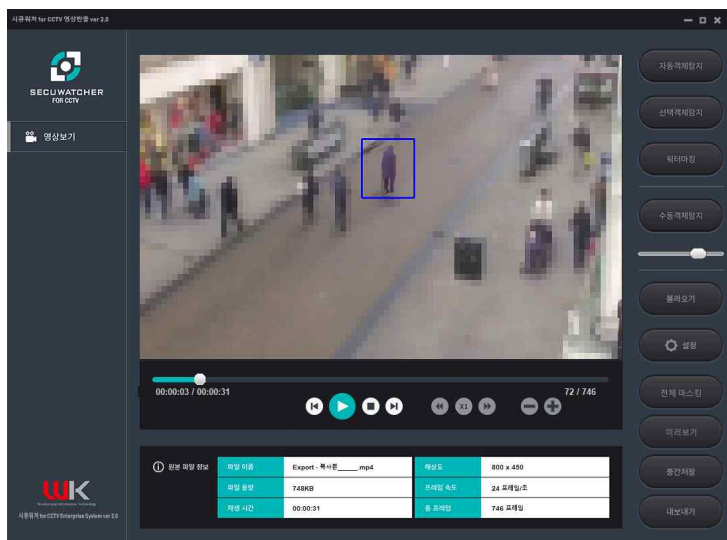 시큐워처 for CCTV 영상반출 ver 2.0
SECUWATCHER
FOR CCTV
영상보기
자동객체탐지
선택객체탐지
워터마킹
수동객체탐지
불러오기
설정
전체 마스킹
미리보기
중간저장
내보내기
00:00:03 / 00:00:31
72 / 746
X1
원본 파일 정보
파일 이름 Export - 복사본_____.mp4 해상도 800 x 450
파일 용량 748KB 프레임 속도 24 프레임/초
재생 시간 00:00:31 총 프레임 746 프레임
WK
시큐워처 for CCTV Enterprise System ver 2.0